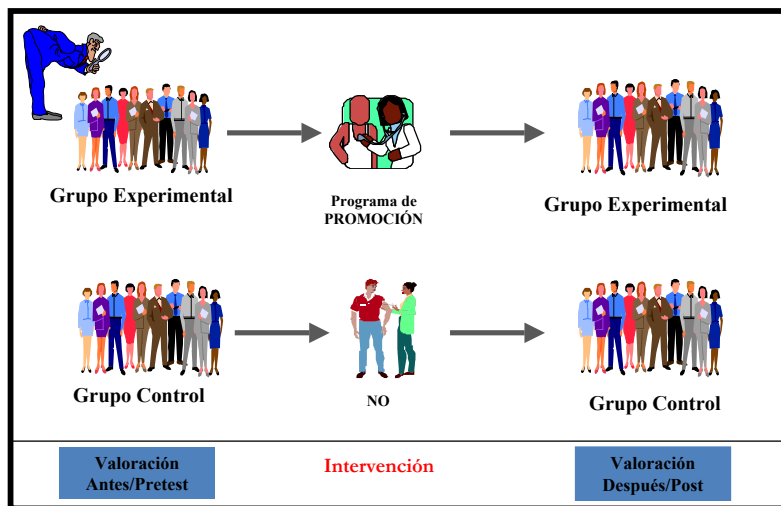 Grupo Experimental
Programa de
PROMOCIÓN
Grupo Experimental
Grupo Control
NO
Grupo Control
Valoración
Antes/Pretest
Intervención
Valoración
Después/Post